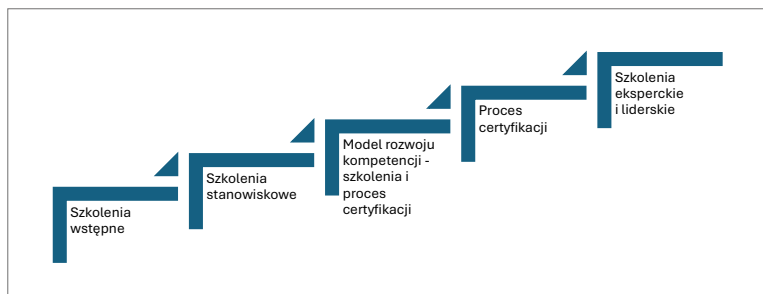 Szkolenia
wstępne
Szkolenia
stanowiskowe
Model rozwoju
kompetencji -
szkolenia i
proces
certyfikacji
Proces
certyfikacji
Szkolenia
eksperckie
i liderskie